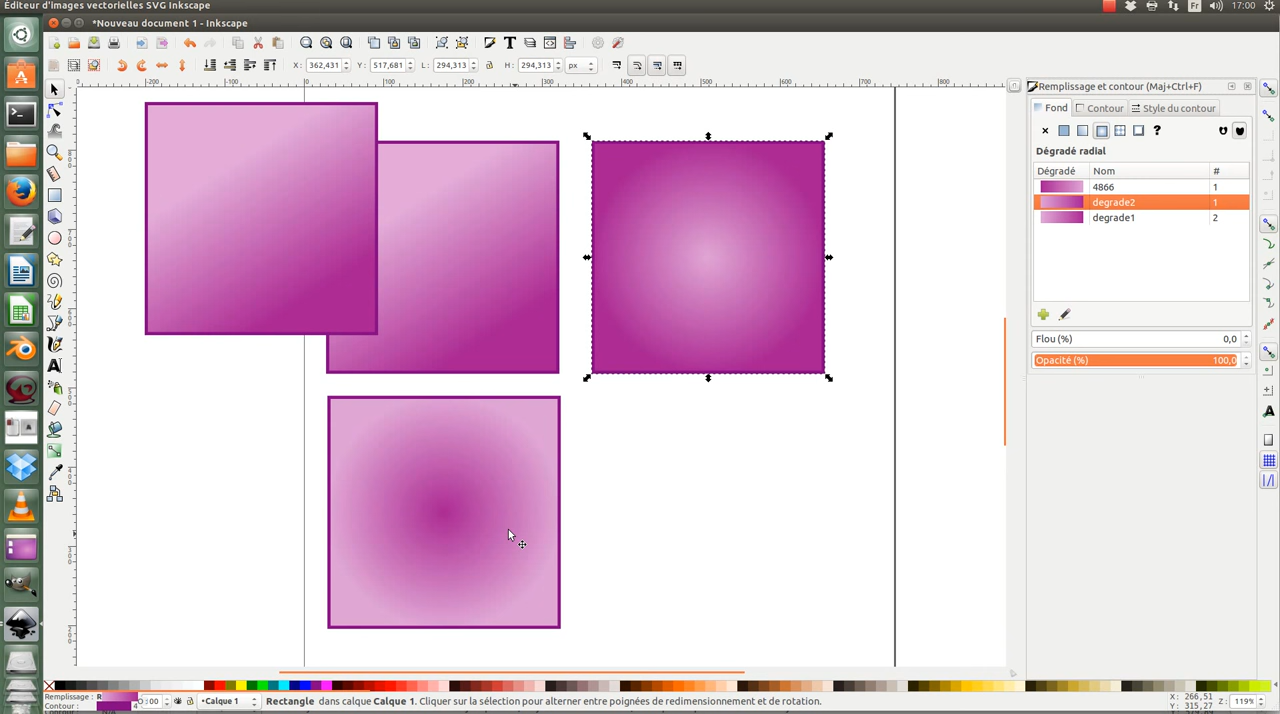 Éditeur d'images vectorielles SVG Inkscape
Fr
17:00
*Nouveau document 1 - Inkscape
X: 362,431 Y: 517,681 L: 294,313 H: 294,313 px
Remplissage et contour (Maj+Ctrl+F)
Fond Contour Style du contour
Dégradé radial
Dégradé Nom #
4866 1
degrade2 1
degrade1 2
Flou (%) 0,0
Opacité (%) 100,0
Remplissage : R
Contour :
•Calque 1
Rectangle dans calque Calque 1. Cliquer sur la sélection pour alterner entre poignées de redimensionnement et de rotation.
X: 266,51
Y: 315,27
Z: 119%